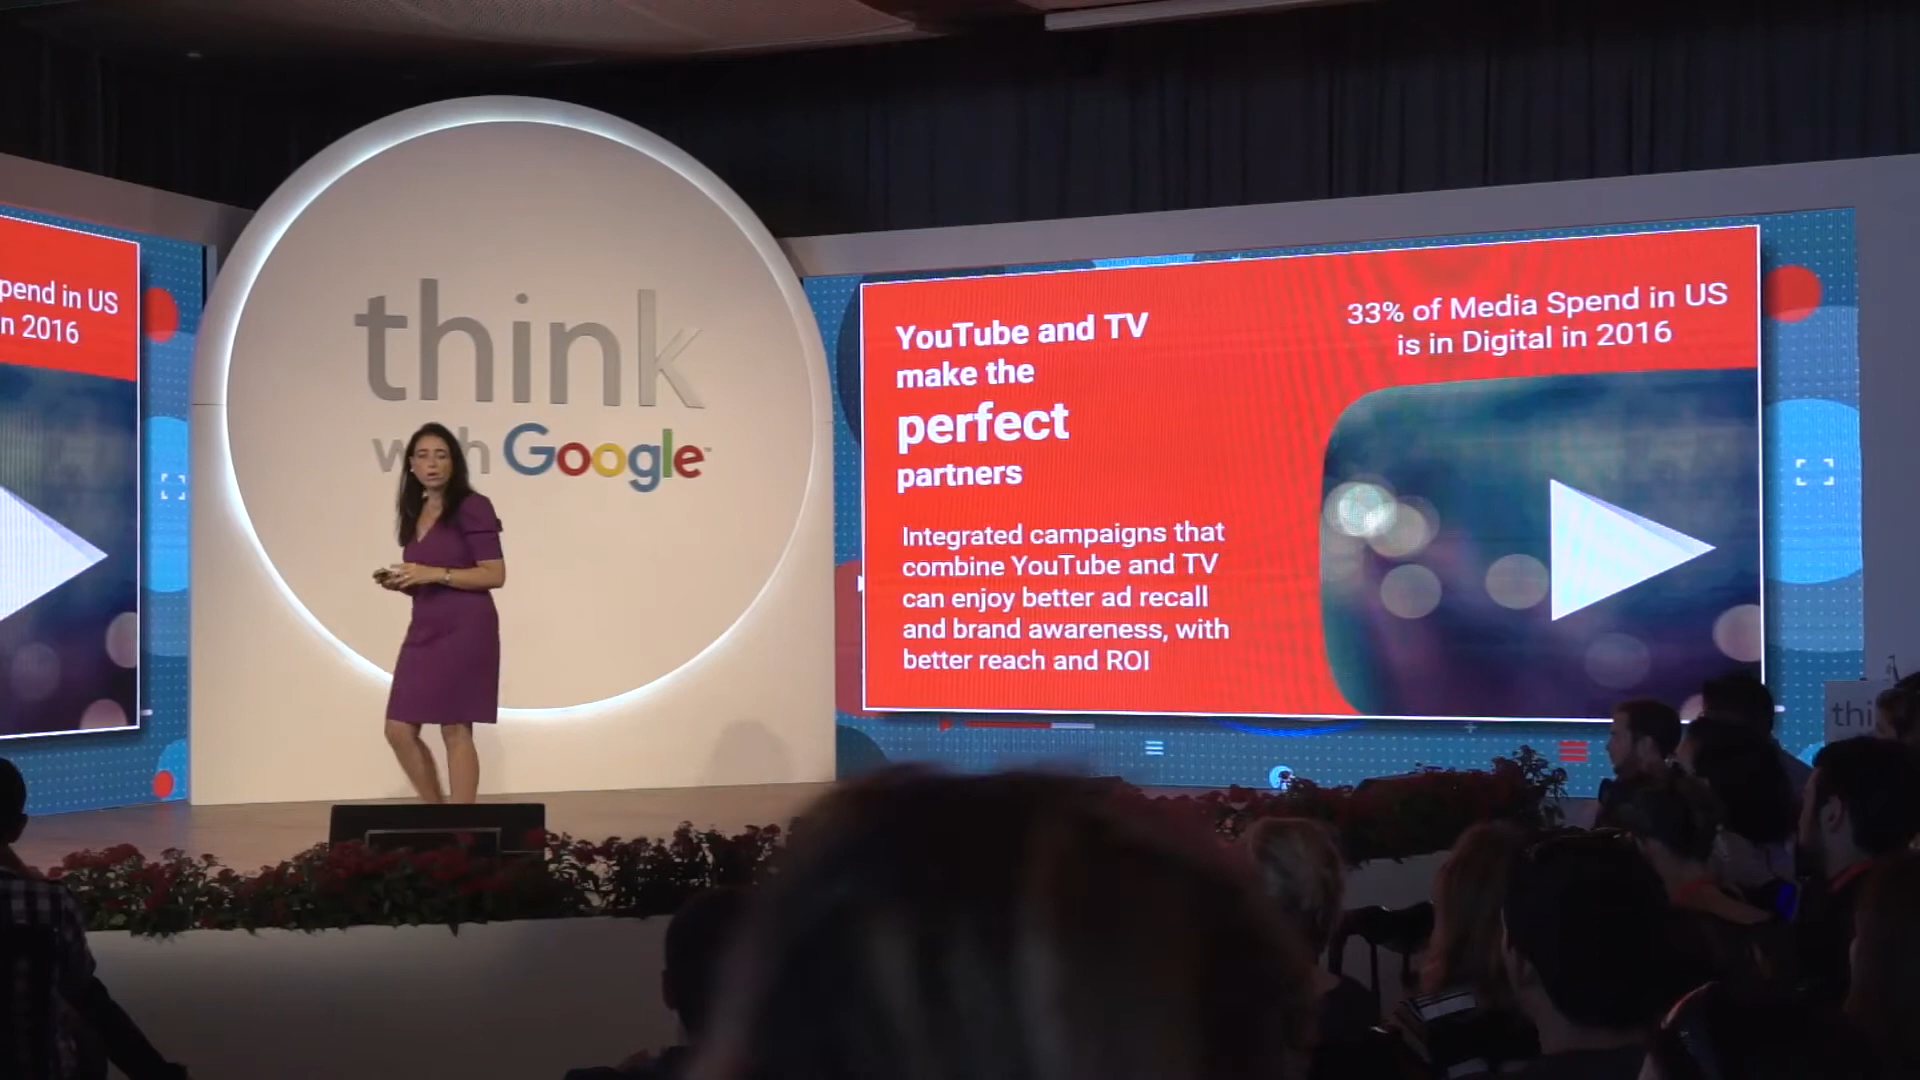 pend in US
n 2016
think
with Google
YouTube and TV
make the
perfect
partners
33% of Media Spend in US
is in Digital in 2016
Integrated campaigns that
combine YouTube and TV
can enjoy better ad recall
and brand awareness, with
better reach and ROI
thi